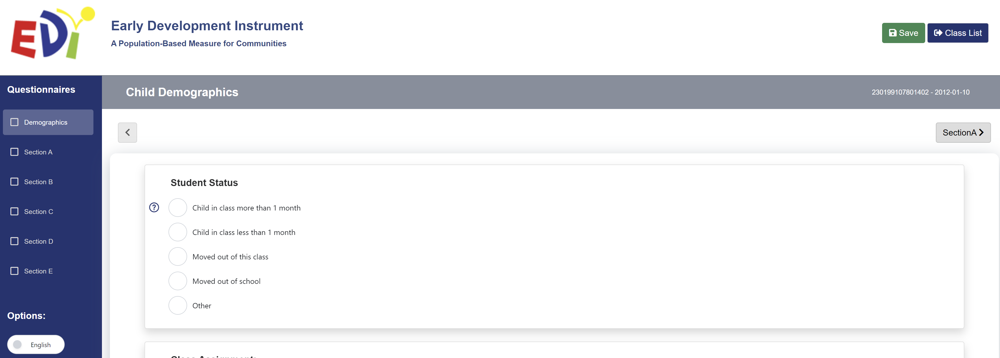 EDI
Early Development Instrument
A Population-Based Measure for Communities
Save
Class List
Questionnaires
Child Demographics
230199107801402 - 2012-01-10
Demographics
SectionA
Section A
Section B
Section C
Section D
Section E
Student Status
Child in class more than 1 month
Child in class less than 1 month
Moved out of this class
Moved out of school
Other
Options:
English
Class Assignment: